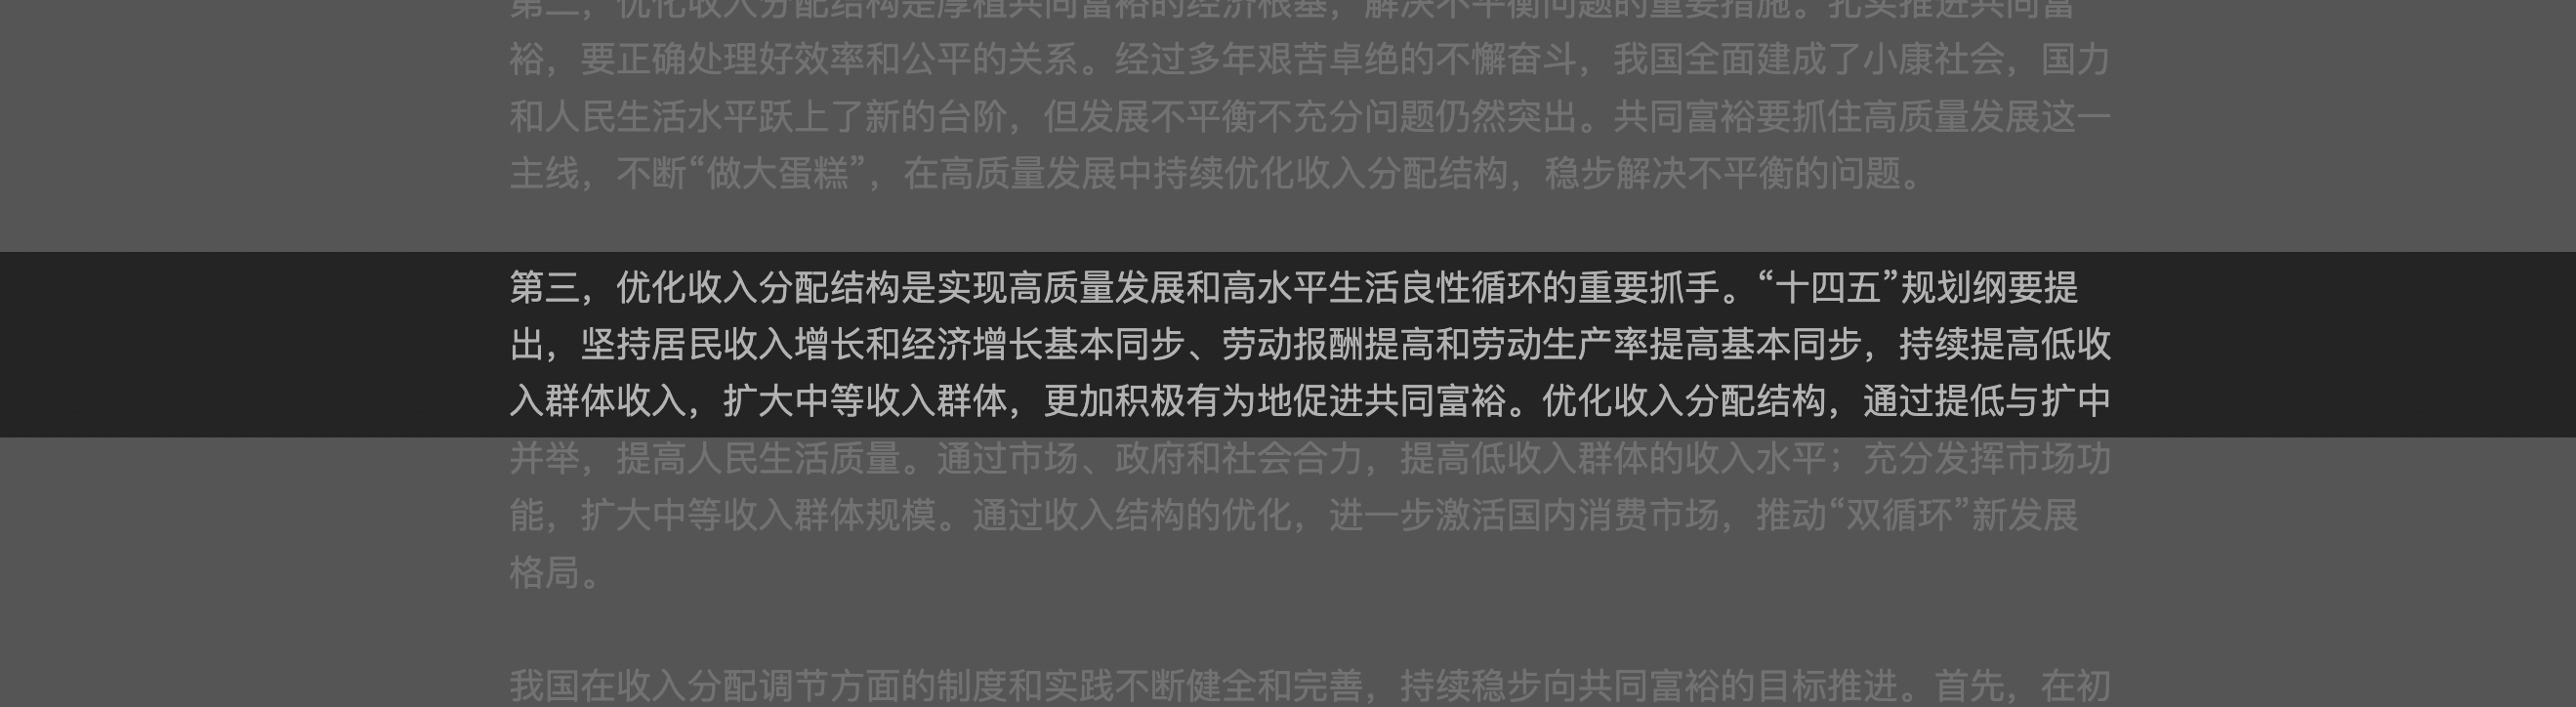 第二，优化收入分配结构是厚植共同富裕的经济根基，解决不平衡问题的重要措施。扎实推进共同富
裕，要正确处理好效率和公平的关系。经过多年艰苦卓绝的不懈奋斗，我国全面建成了小康社会，国力
和人民生活水平跃上了新的台阶，但发展不平衡不充分问题仍然突出。共同富裕要抓住高质量发展这一
主线，不断“做大蛋糕”，在高质量发展中持续优化收入分配结构，稳步解决不平衡的问题。
第三，优化收入分配结构是实现高质量发展和高水平生活良性循环的重要抓手。“十四五”规划纲要提
出，坚持居民收入增长和经济增长基本同步、劳动报酬提高和劳动生产率提高基本同步，持续提高低收
入群体收入，扩大中等收入群体，更加积极有为地促进共同富裕。优化收入分配结构，通过提低与扩中
并举，提高人民生活质量。通过市场、政府和社会合力，提高低收入群体的收入水平；充分发挥市场功
能，扩大中等收入群体规模。通过收入结构的优化，进一步激活国内消费市场，推动“双循环”新发展
格局。
我国在收入分配调节方面的制度和实践不断健全和完善，持续稳步向共同富裕的目标推进。首先，在初